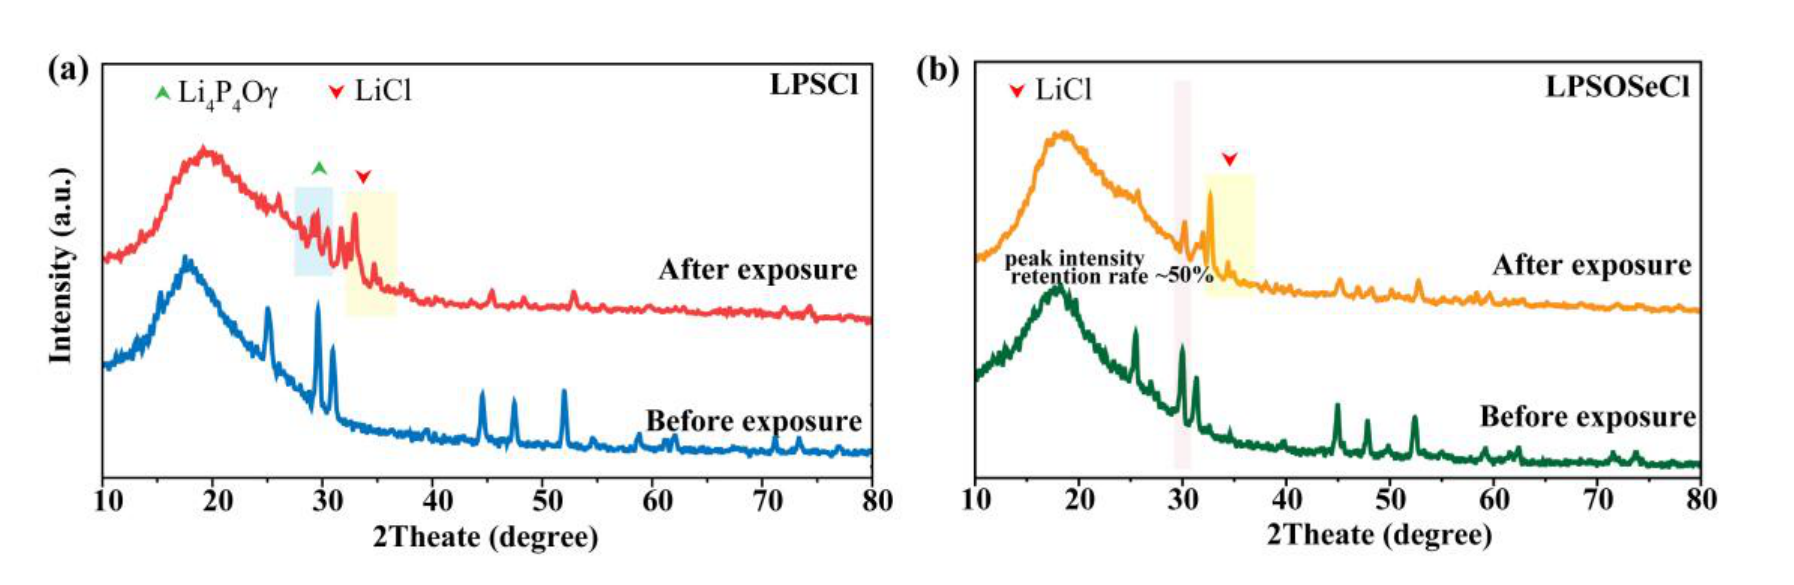 (a)
Li₄P₄Oγ LiCl
LPSCl
After exposure
Before exposure
Intensity (a.u.)
10 20 30 40 50 60 70 80
2Theate (degree)
(b)
LiCl
LPSOSeCl
peak intensity
retention rate ~50%
After exposure
Before exposure
10 20 30 40 50 60 70 80
2Theate (degree)